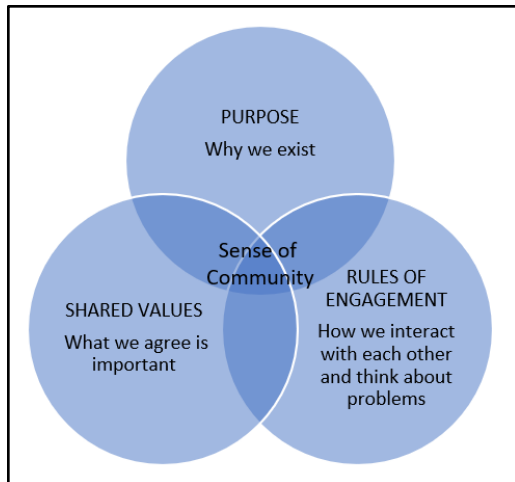 PURPOSE
Why we exist
Sense of
Community
SHARED VALUES
What we agree is
important
RULES OF
ENGAGEMENT
How we interact
with each other
and think about
problems